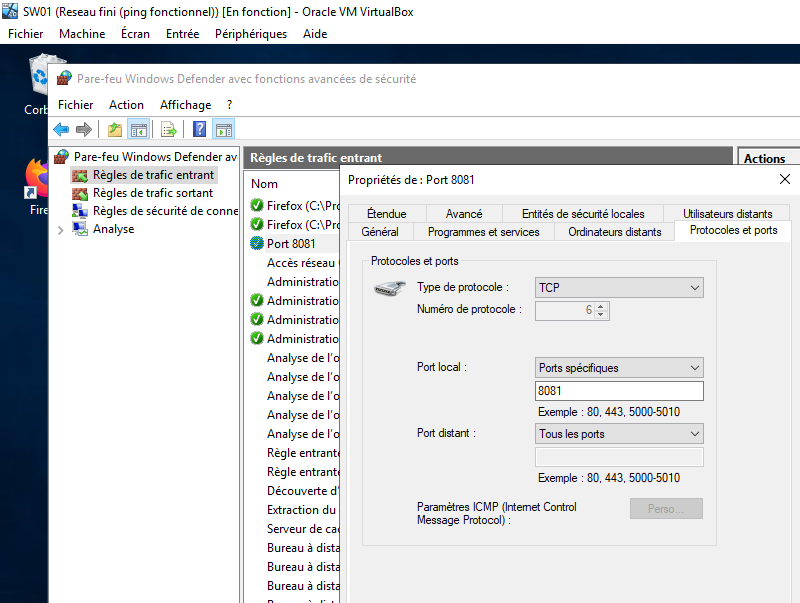 SW01 (Reseau fini (ping fonctionnel)) [En fonction] - Oracle VM VirtualBox
Fichier Machine Écran Entrée Périphériques Aide
Corb
Fire
Pare-feu Windows Defender avec fonctions avancées de sécurité
Fichier Action Affichage ?
Pare-feu Windows Defender av
Règles de trafic entrant
Règles de trafic sortant
Règles de sécurité de conne
Analyse
Règles de trafic entrant
Nom
Firefox (C:\Pro
Firefox (C:\Pro
Port 8081
Accès réseau
Administratio
Administratio
Administratio
Administratio
Analyse de l'o
Analyse de l'o
Analyse de l'o
Analyse de l'o
Analyse de l'o
Règle entrante
Règle entrante
Découverte d'
Extraction du
Serveur de cac
Bureau à dista
Bureau à dista
Bureau à dista
Bureau à dista
Actions
Propriétés de : Port 8081
Étendue Avancé Entités de sécurité locales Utilisateurs distants
Général Programmes et services Ordinateurs distants Protocoles et ports
Protocoles et ports
Type de protocole : TCP
Numéro de protocole : 6
Port local : Ports spécifiques
8081
Exemple : 80, 443, 5000-5010
Port distant : Tous les ports
Exemple : 80, 443, 5000-5010
Paramètres ICMP (Internet Control
Message Protocol) :
Perso...